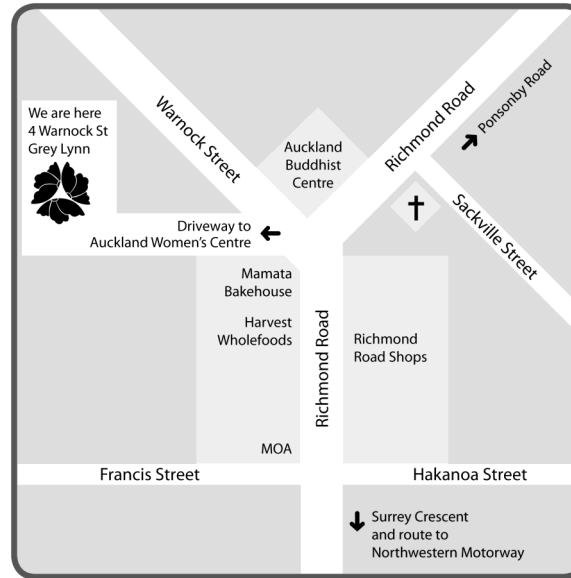 Warnock Street
Richmond Road
Ponsonby Road
We are here
4 Warnock St
Grey Lynn
Auckland
Buddhist
Centre
Sackville Street
Driveway to
Auckland Women's Centre
Mamata
Bakehouse
Harvest
Wholefoods
Richmond Road
Richmond
Road Shops
MOA
Francis Street
Hakanoa Street
Surrey Crescent
and route to
Northwestern Motorway